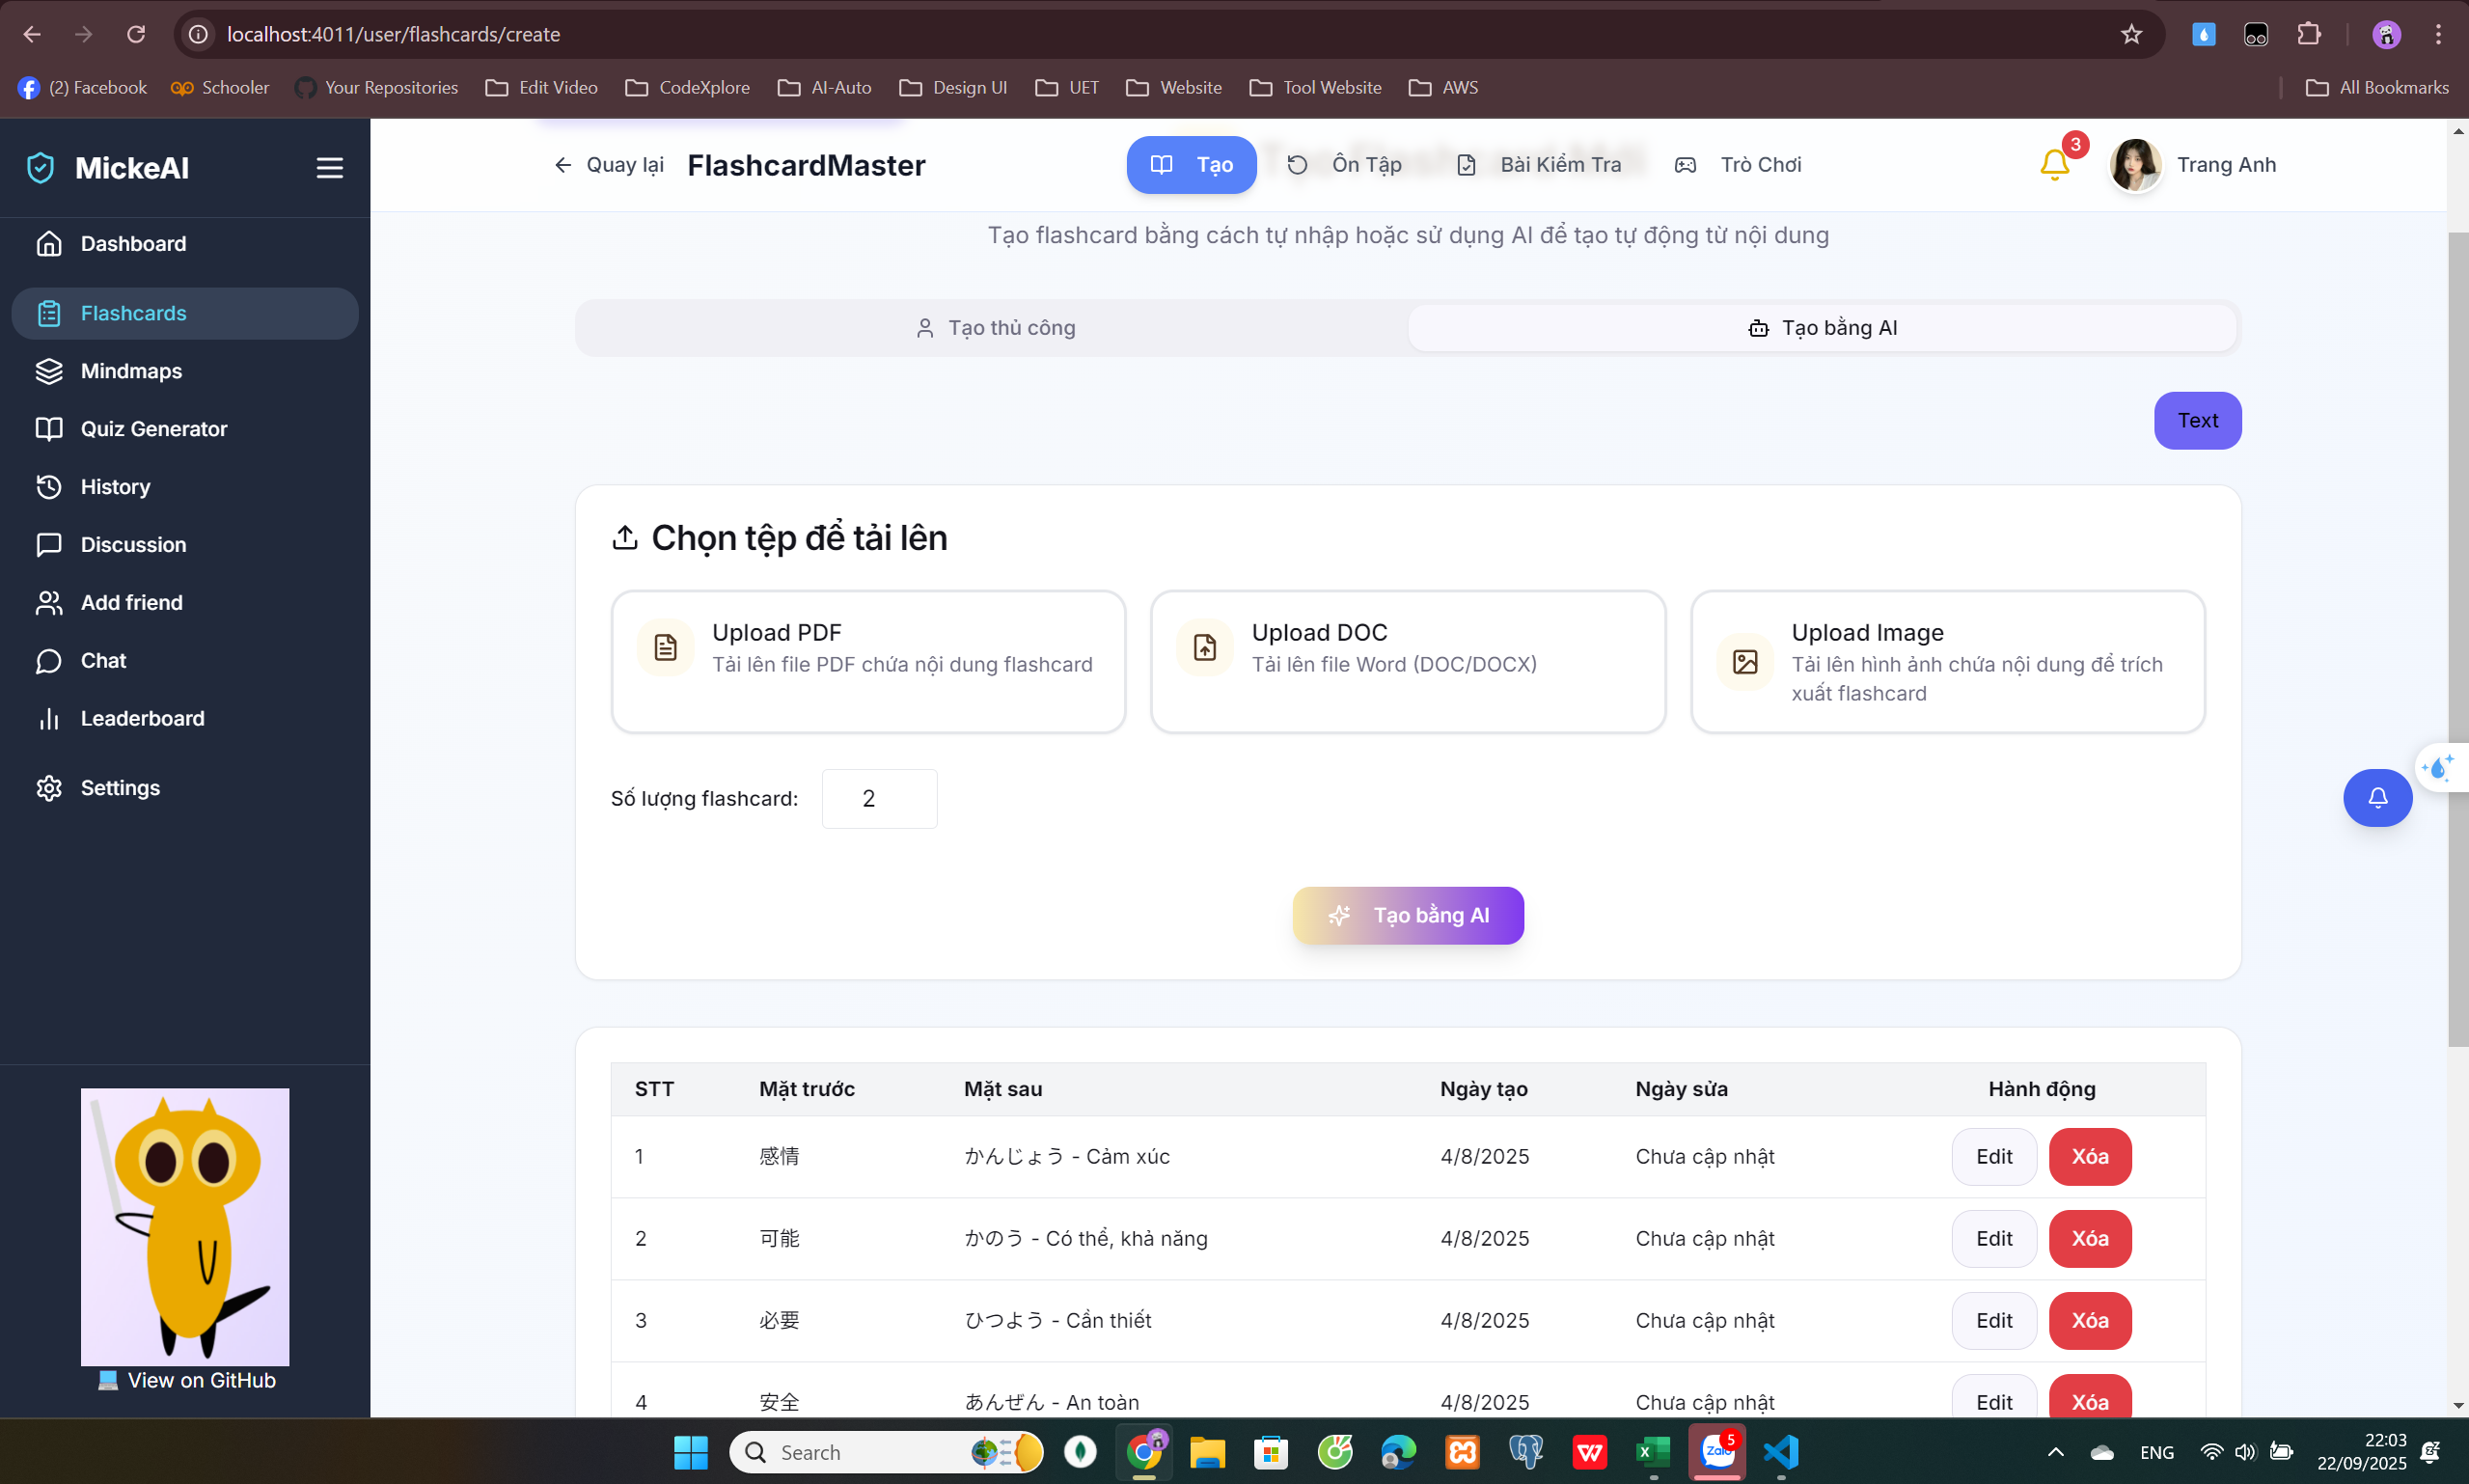 localhost:4011/user/flashcards/create
(2) Facebook
Schooler
Your Repositories
Edit Video
CodeXplore
AI-Auto
Design UI
UET
Website
Tool Website
AWS
All Bookmarks
MickeAI
Dashboard
Flashcards
Mindmaps
Quiz Generator
History
Discussion
Add friend
Chat
Leaderboard
Settings
View on GitHub
Quay lại
FlashcardMaster
Tạo
Ôn Tập
Bài Kiểm Tra
Trò Chơi
3
Trang Anh
Tạo flashcard bằng cách tự nhập hoặc sử dụng AI để tạo tự động từ nội dung
Tạo thủ công
Tạo bằng AI
Text
Chọn tệp để tải lên
Upload PDF
Tải lên file PDF chứa nội dung flashcard
Upload DOC
Tải lên file Word (DOC/DOCX)
Upload Image
Tải lên hình ảnh chứa nội dung để trích
xuất flashcard
Số lượng flashcard: 2
Tạo bằng AI
STT Mặt trước Mặt sau Ngày tạo Ngày sửa Hành động
1 感情 かんじょう - Cảm xúc 4/8/2025 Chưa cập nhật Edit Xóa
2 可能 かのう - Có thể, khả năng 4/8/2025 Chưa cập nhật Edit Xóa
3 必要 ひつよう - Cần thiết 4/8/2025 Chưa cập nhật Edit Xóa
4 安全 あんぜん - An toàn 4/8/2025 Chưa cập nhật Edit Xóa
Search
Zalo
5
ENG
22:03
22/09/2025